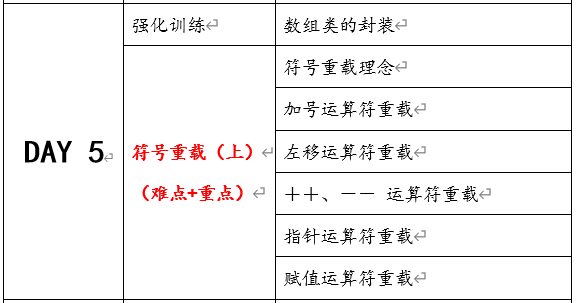 强化训练
数组类的封装
DAY 5
符号重载（上）
（难点+重点）
符号重载理念
加号运算符重载
左移运算符重载
＋＋、－－ 运算符重载
指针运算符重载
赋值运算符重载